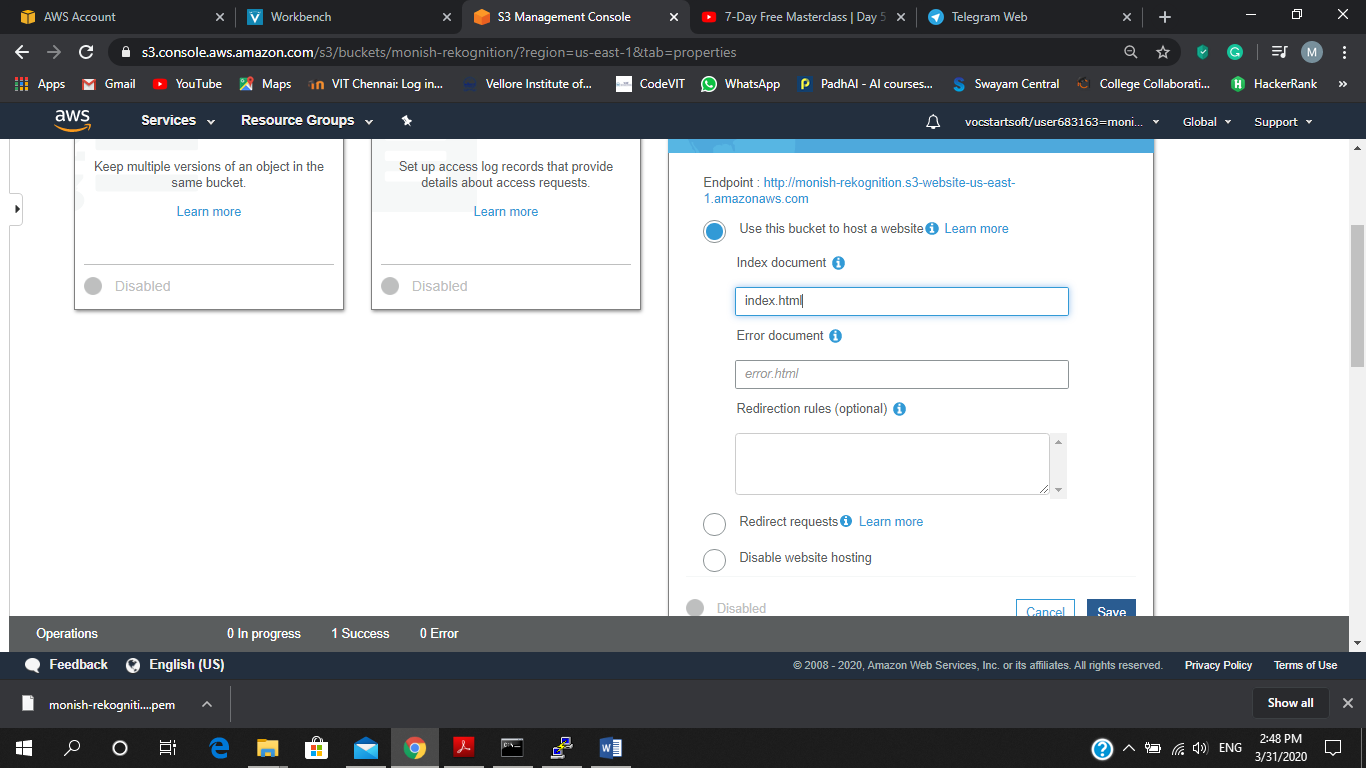 AWS Account
Workbench
S3 Management Console
7-Day Free Masterclass | Day 5
Telegram Web
s3.console.aws.amazon.com/s3/buckets/monish-rekognition/?region=us-east-1&tab=properties
M
Apps
Gmail
YouTube
Maps
VIT Chennai: Log in...
Vellore Institute of...
CodeVIT
WhatsApp
PadhAI - AI courses...
Swayam Central
College Collaborati...
HackerRank
»
aws
Services
Resource Groups
vocstartsoft/user683163=moni...
Global
Support
Keep multiple versions of an object in the
same bucket.
Learn more
Disabled
Set up access log records that provide
details about access requests.
Learn more
Disabled
Endpoint : http://monish-rekognition.s3-website-us-east-
1.amazonaws.com
Use this bucket to host a website Learn more
Index document
index.html
Error document
error.html
Redirection rules (optional)
Redirect requests Learn more
Disable website hosting
Disabled
Cancel
Save
Operations
0 In progress
1 Success
0 Error
Feedback
English (US)
© 2008 - 2020, Amazon Web Services, Inc. or its affiliates. All rights reserved.
Privacy Policy
Terms of Use
monish-rekogniti....pem
Show all
ENG
2:48 PM
3/31/2020